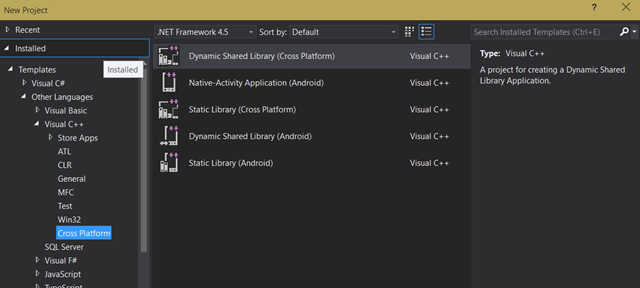 New Project
? ×
Recent
.NET Framework 4.5 Sort by: Default Search Installed Templates (Ctrl+E)
Installed
Installed
Templates
Visual C#
Other Languages
Visual Basic
Visual C++
Store Apps
ATL
CLR
General
MFC
Test
Win32
Cross Platform
SQL Server
Visual F#
JavaScript
TypeScript
Dynamic Shared Library (Cross Platform) Visual C++
Native-Activity Application (Android) Visual C++
Static Library (Cross Platform) Visual C++
Dynamic Shared Library (Android) Visual C++
Static Library (Android) Visual C++
Type: Visual C++
A project for creating a Dynamic Shared
Library Application.